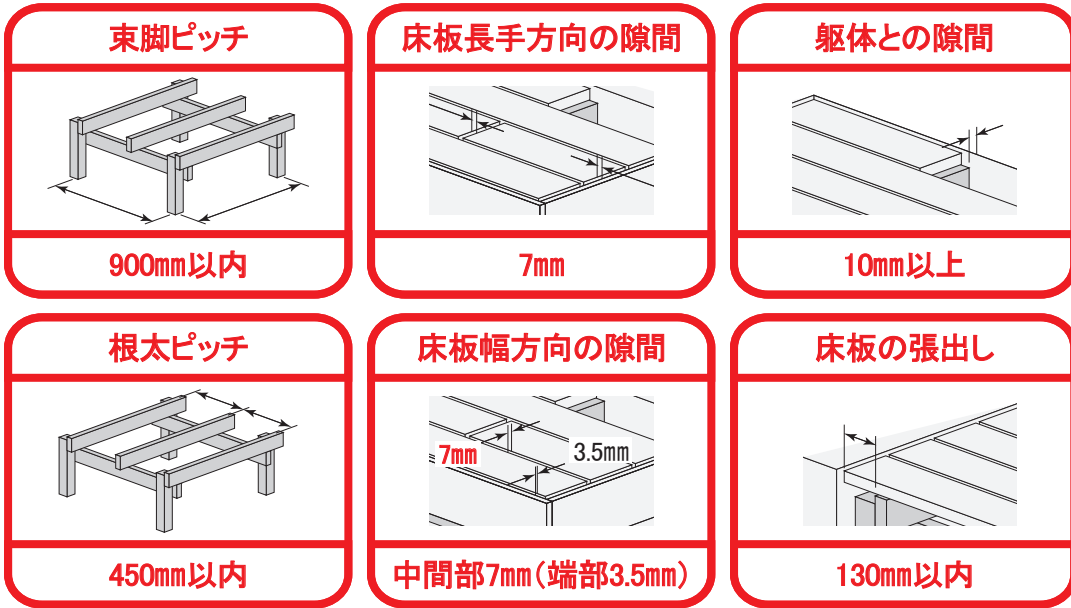 束脚ピッチ
900㎜以内
床板長手方向の隙間
7㎜
躯体との隙間
10㎜以上
根太ピッチ
450㎜以内
床板幅方向の隙間
7㎜
3.5㎜
中間部7㎜（端部3.5㎜）
床板の張出し
130㎜以内